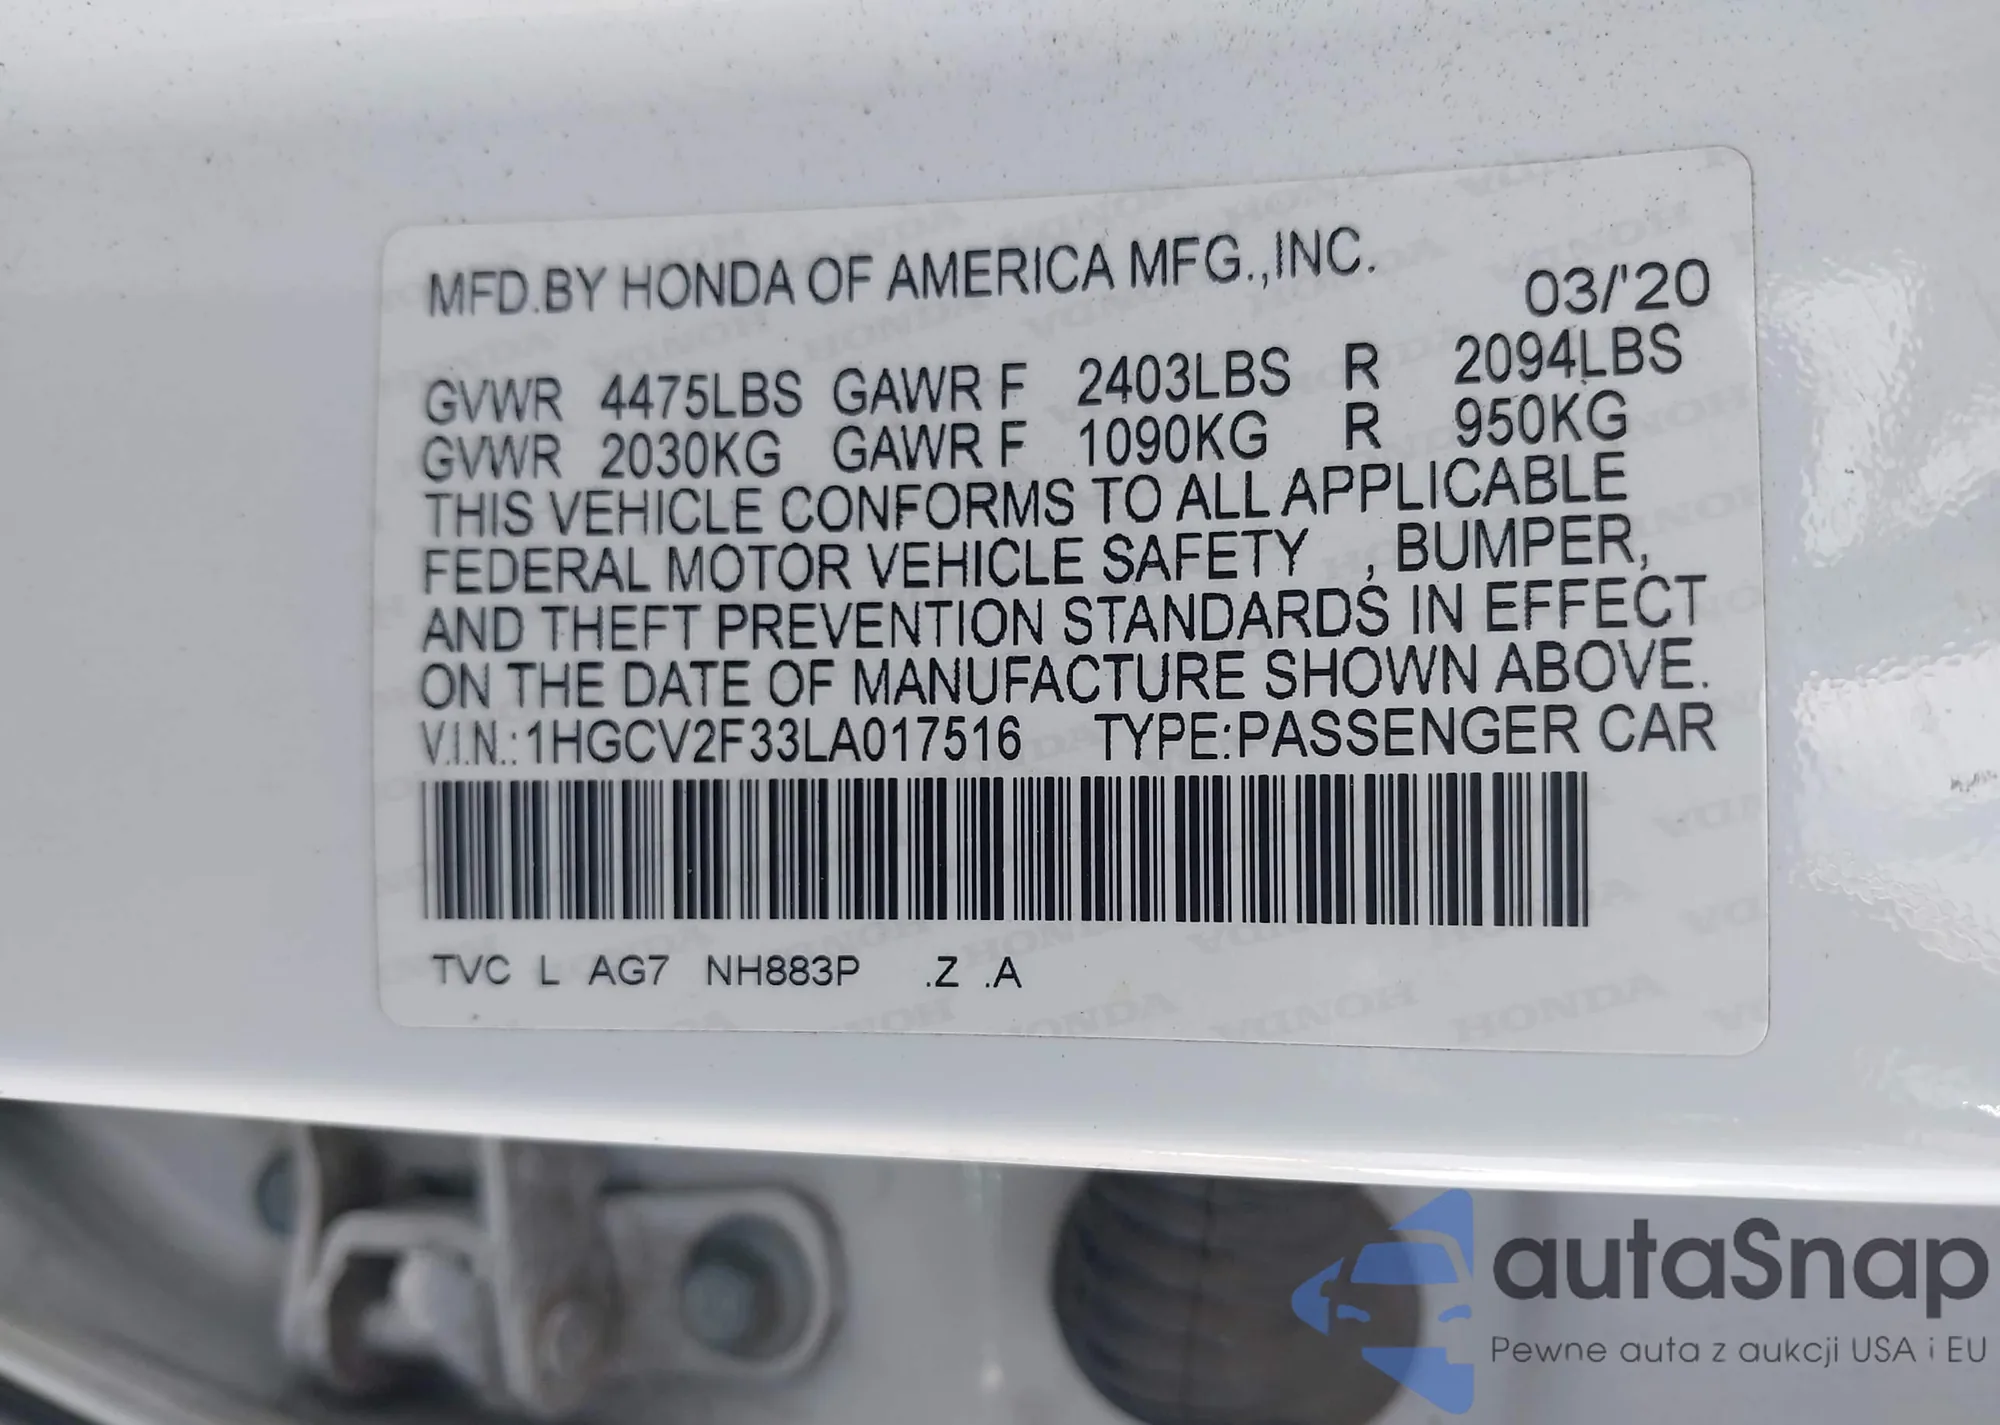 MFD.BY HONDA OF AMERICA MFG.,INC.
03/'20
GVWR 4475LBS GAWR F 2403LBS R 2094LBS
GVWR 2030KG GAWR F 1090KG R 950KG
THIS VEHICLE CONFORMS TO ALL APPLICABLE
FEDERAL MOTOR VEHICLE SAFETY , BUMPER,
AND THEFT PREVENTION STANDARDS IN EFFECT
ON THE DATE OF MANUFACTURE SHOWN ABOVE.
V.I.N.:1HGCV2F33LA017516 TYPE:PASSENGER CAR
TVC L AG7 NH883P .Z .A
autaSnap
Pewne auta z aukcji USA i EU